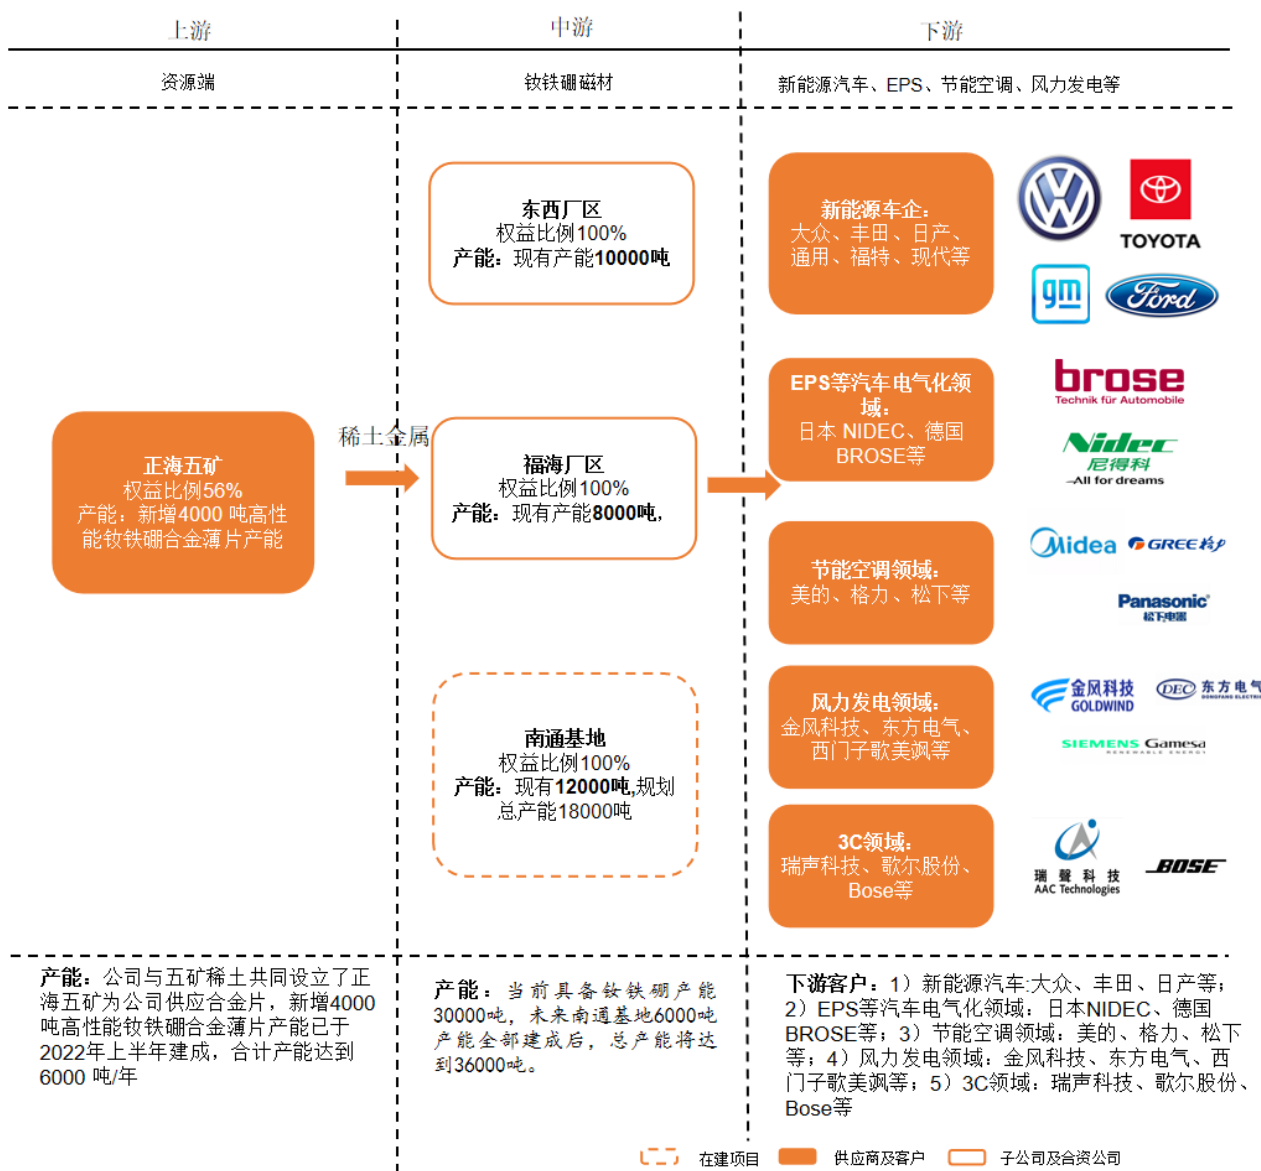 上游
中游
下游
资源端
钕铁硼磁材
新能源汽车、EPS、节能空调、风力发电等
正海五矿
权益比例56%
产能：新增4000 吨高性
能钕铁硼合金薄片产能
稀土金属
东西厂区
权益比例100%
产能：现有产能10000吨
福海厂区
权益比例100%
产能：现有产能8000吨,
南通基地
权益比例100%
产能：现有12000吨,规划
总产能18000吨
新能源车企：
大众、丰田、日产、
通用、福特、现代等
TOYOTA
gm
Ford
EPS等汽车电气化领
域：
日本 NIDEC、德国
BROSE等
brose
Technik für Automobile
Nidec
尼得科
—All for dreams
节能空调领域：
美的、格力、松下等
Midea
GREE格力
Panasonic
松下电器
风力发电领域：
金风科技、东方电气、
西门子歌美飒等
金风科技
GOLDWIND
DEC 东方电气
DONGFANG ELECTRIC
SIEMENS Gamesa
RENEWABLE ENERGY
3C领域：
瑞声科技、歌尔股份、
Bose等
瑞聲科技
AAC Technologies
BOSE
产能：公司与五矿稀土共同设立了正
海五矿为公司供应合金片，新增4000
吨高性能钕铁硼合金薄片产能已于
2022年上半年建成，合计产能达到
6000 吨/年
产能：当前具备钕铁硼产能
30000吨，未来南通基地6000吨
产能全部建成后，总产能将达
到36000吨。
下游客户：1）新能源汽车:大众、丰田、日产等；
2）EPS等汽车电气化领域：日本NIDEC、德国
BROSE等；3）节能空调领域：美的、格力、松下
等；4）风力发电领域：金风科技、东方电气、西
门子歌美飒等；5）3C领域：瑞声科技、歌尔股份、
Bose等
在建项目
供应商及客户
子公司及合资公司